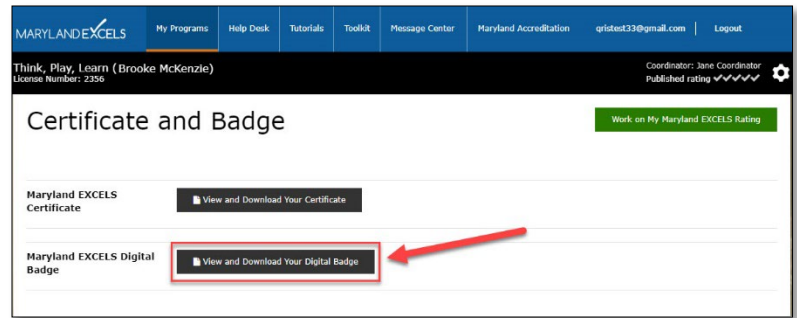 MARYLAND EXCELS My Programs Help Desk Tutorials Toolkit Message Center Maryland Accreditation qristest33@gmail.com Logout
Think, Play, Learn (Brooke McKenzie)
License Number: 2356
Coordinator: Jane Coordinator
Published rating ✓✓✓✓✓
Certificate and Badge
Work on My Maryland EXCELS Rating
Maryland EXCELS
Certificate
View and Download Your Certificate
Maryland EXCELS Digital
Badge
View and Download Your Digital Badge